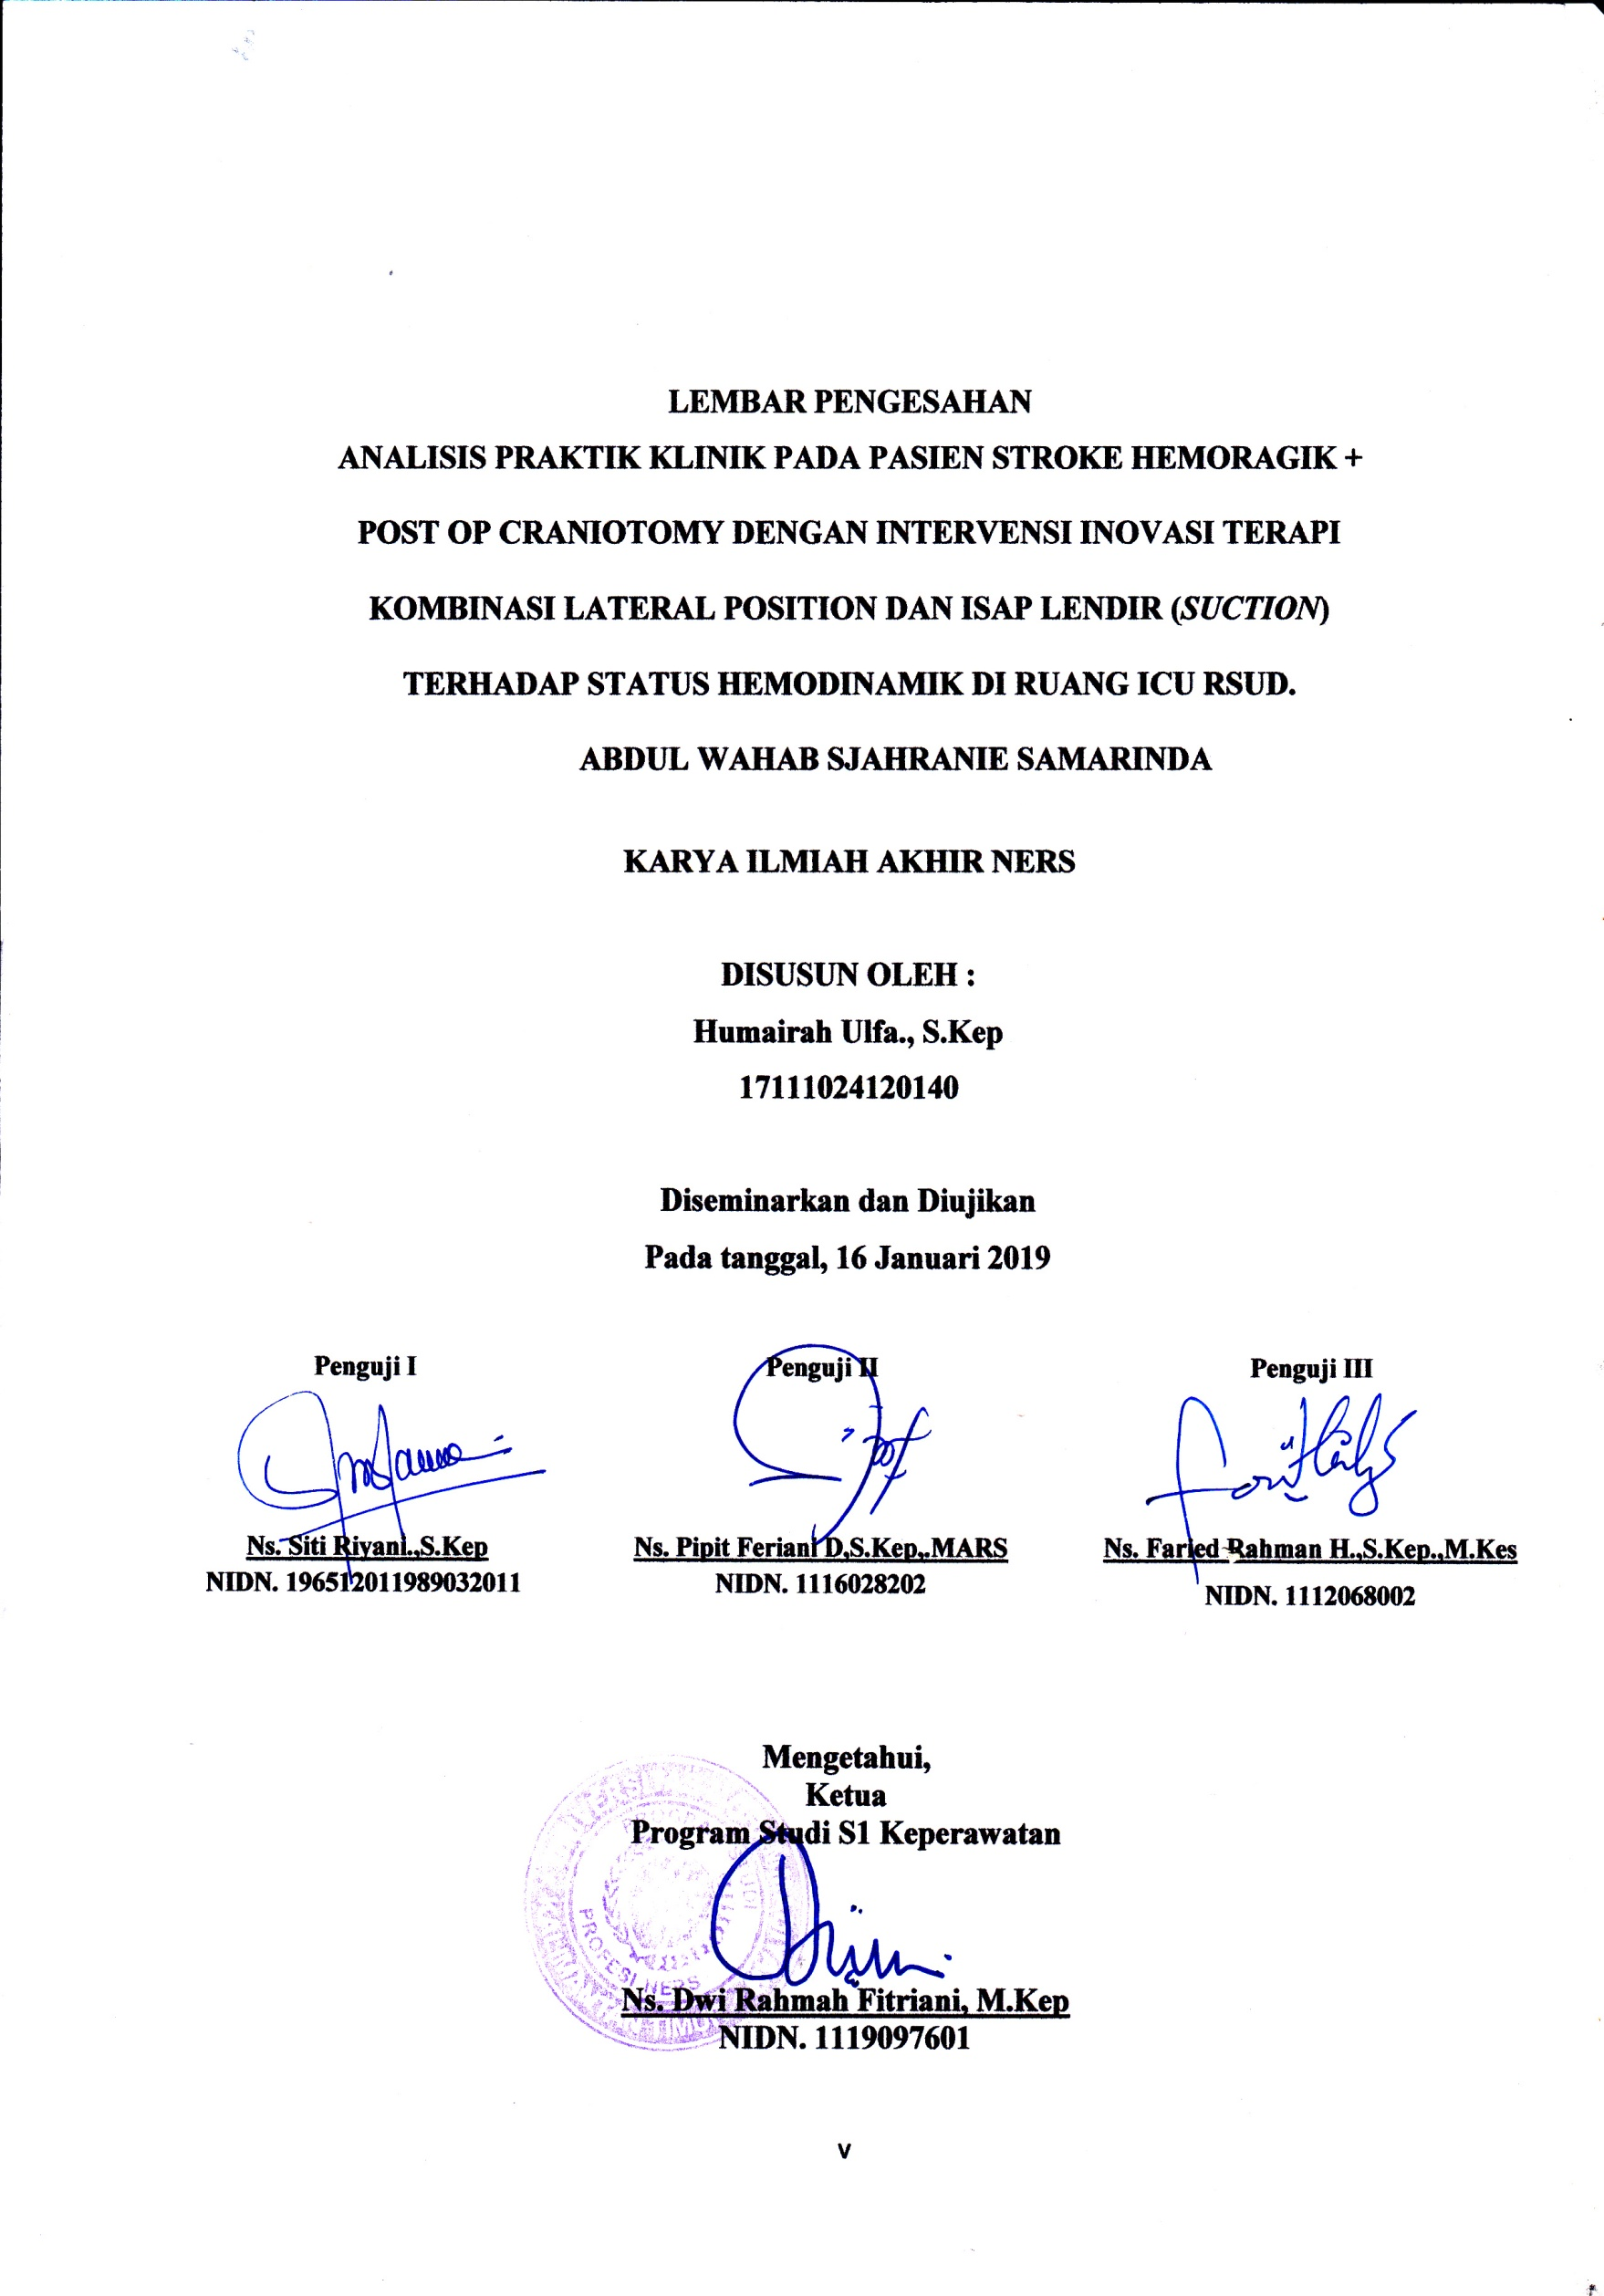 LEMBAR PENGESAHAN
ANALISIS PRAKTIK KLINIK PADA PASIEN STROKE HEMORAGIK +
POST OP CRANIOTOMY DENGAN INTERVENSI INOVASI TERAPI
KOMBINASI LATERAL POSITION DAN ISAP LENDIR (SUCTION)
TERHADAP STATUS HEMODINAMIK DI RUANG ICU RSUD.
ABDUL WAHAB SJAHRANIE SAMARINDA
KARYA ILMIAH AKHIR NERS
DISUSUN OLEH :
Humairah Ulfa., S.Kep
17111024120140
Diseminarkan dan Diujikan
Pada tanggal, 16 Januari 2019
Penguji I
Penguji II
Penguji III
Ns. Siti Riyani.,S.Kep
Ns. Pipit Feriani D,S.Kep,.MARS
Ns. Faried Rahman H.,S.Kep.,M.Kes
NIDN. 196512011989032011
NIDN. 1116028202
NIDN. 1112068002
Mengetahui,
Ketua
Program Studi S1 Keperawatan
PROFESI NERS
Ns. Dwi Rahmah Fitriani, M.Kep
NIDN. 1119097601
v